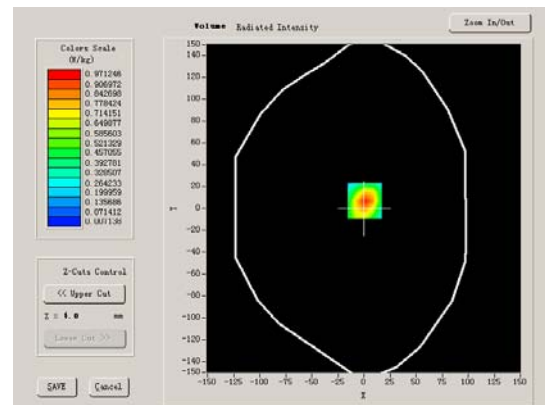 Volume Radiated Intensity
Zoom In/Out
Colors Scale
(W/kg)
0.971246
0.906972
0.842698
0.778424
0.714151
0.649877
0.585603
0.521329
0.457055
0.392781
0.328507
0.264233
0.199959
0.135686
0.071412
0.007138
Z-Cuts Control
<< Upper Cut
Z = 4.0 mm
Lower Cut >>
SAVE
Cancel
150
140
120
100
80
60
40
20
0
-20
-40
-60
-80
-100
-120
-140
-150
Y
-150 -125 -100 -75 -50 -25 0 25 50 75 100 125 150
X